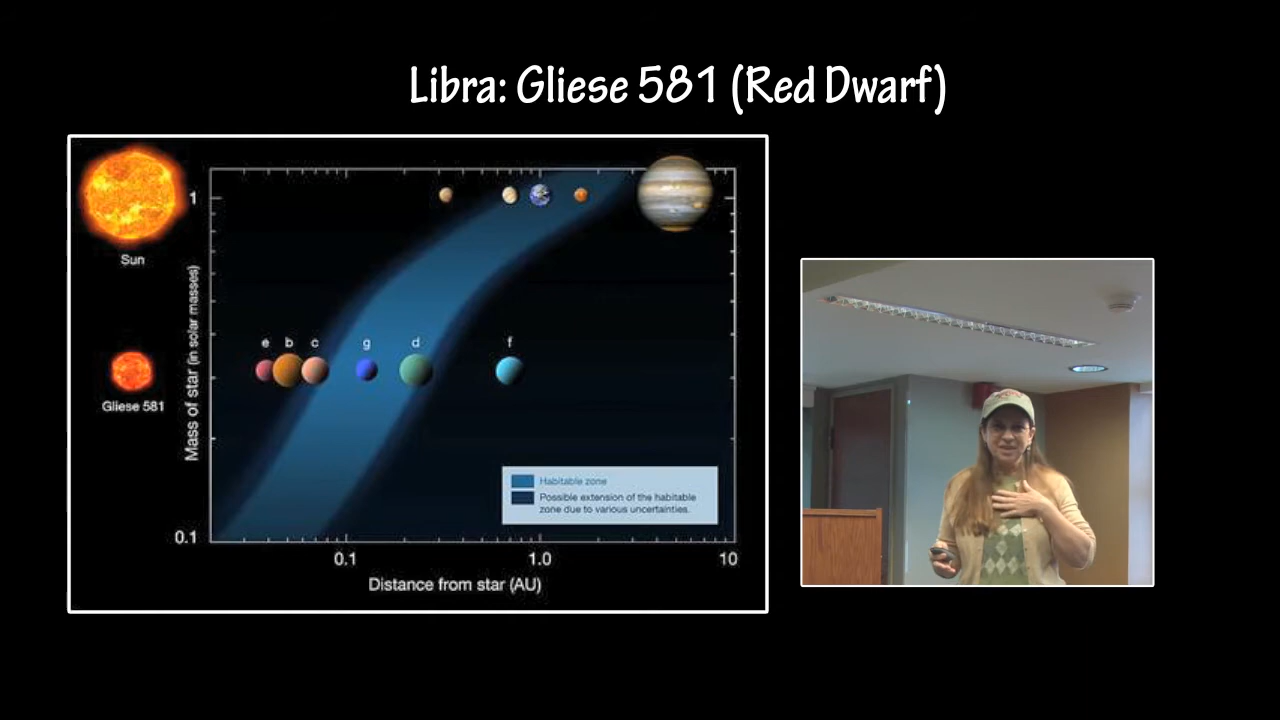 Libra: Gliese 581 (Red Dwarf)
Sun
Gliese 581
Mass of star (in solar masses)
1
0.1
e b c g d f
Habitable zone
Possible extension of the habitable
zone due to various uncertainties.
0.1 1.0 10
Distance from star (AU)